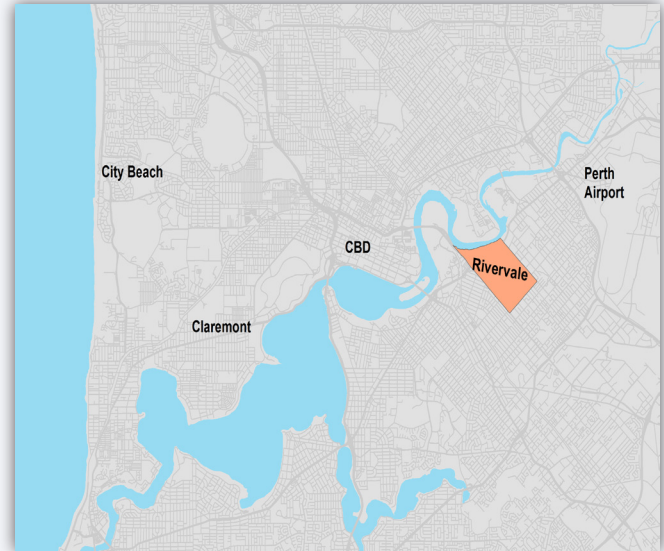 City Beach
Perth
Airport
CBD
Rivervale
Claremont